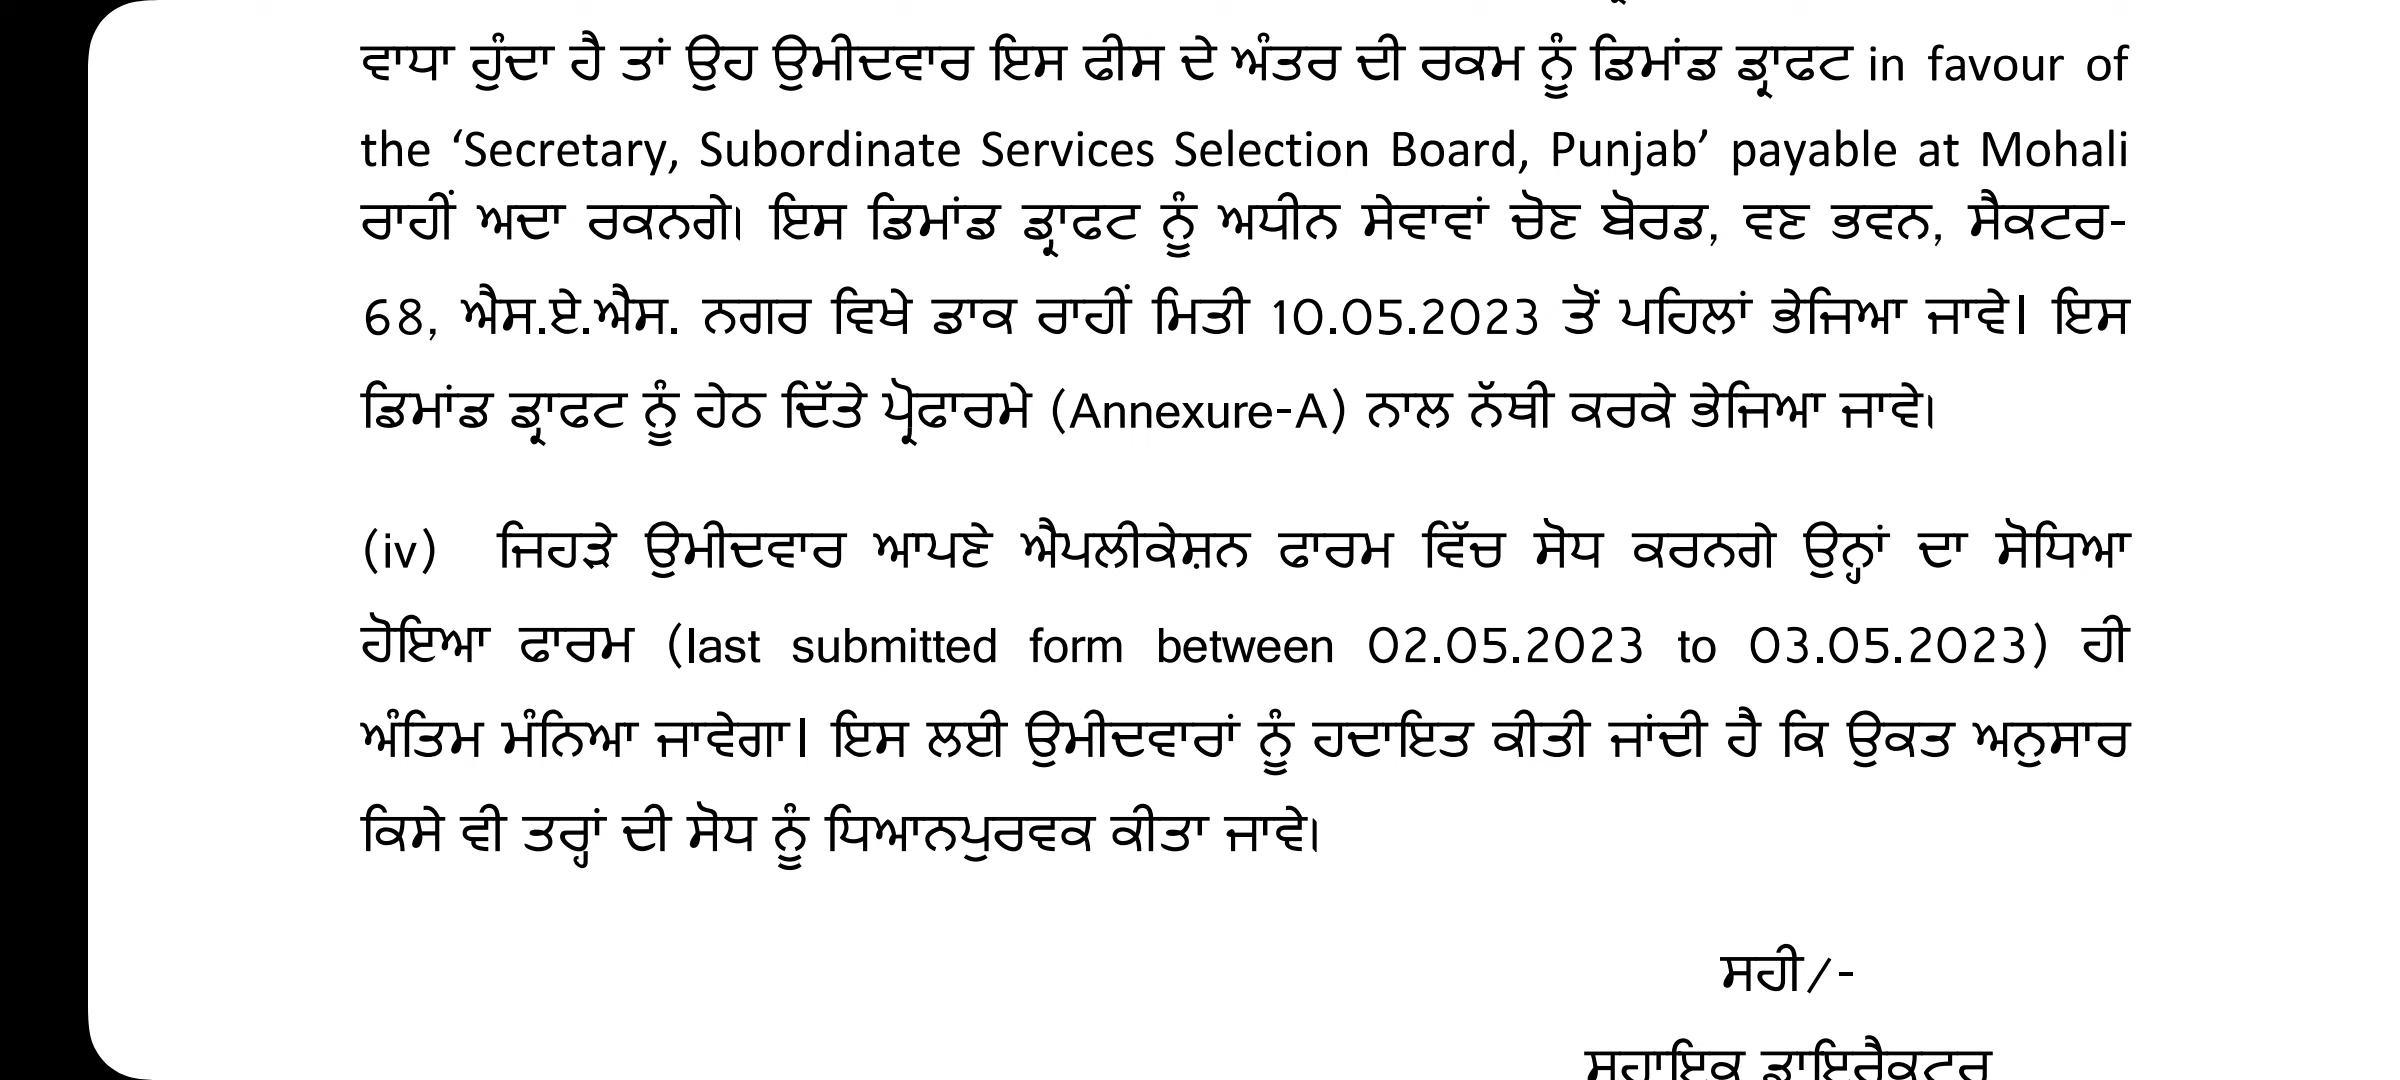 ਵਾਧਾ ਹੁੰਦਾ ਹੈ ਤਾਂ ਉਹ ਉਮੀਦਵਾਰ ਇਸ ਫੀਸ ਦੇ ਅੰਤਰ ਦੀ ਰਕਮ ਨੂੰ ਡਿਮਾਂਡ ਡ੍ਰਾਫਟ in favour of
the ‘Secretary, Subordinate Services Selection Board, Punjab’ payable at Mohali
ਰਾਹੀਂ ਅਦਾ ਰਕਨਗੇ। ਇਸ ਡਿਮਾਂਡ ਡ੍ਰਾਫਟ ਨੂੰ ਅਧੀਨ ਸੇਵਾਵਾਂ ਚੋਣ ਬੋਰਡ, ਵਣ ਭਵਨ, ਸੈਕਟਰ-
68, ਐਸ.ਏ.ਐਸ. ਨਗਰ ਵਿਖੇ ਡਾਕ ਰਾਹੀਂ ਮਿਤੀ 10.05.2023 ਤੋਂ ਪਹਿਲਾਂ ਭੇਜਿਆ ਜਾਵੇ। ਇਸ
ਡਿਮਾਂਡ ਡ੍ਰਾਫਟ ਨੂੰ ਹੇਠ ਦਿੱਤੇ ਪ੍ਰੋਫਾਰਮੇ (Annexure-A) ਨਾਲ ਨੱਥੀ ਕਰਕੇ ਭੇਜਿਆ ਜਾਵੇ।
(iv) ਜਿਹੜੇ ਉਮੀਦਵਾਰ ਆਪਣੇ ਐਪਲੀਕੇਸ਼ਨ ਫਾਰਮ ਵਿੱਚ ਸੋਧ ਕਰਨਗੇ ਉਨ੍ਹਾਂ ਦਾ ਸੋਧਿਆ
ਹੋਇਆ ਫਾਰਮ (last submitted form between 02.05.2023 to 03.05.2023) ਹੀ
ਅੰਤਿਮ ਮੰਨਿਆ ਜਾਵੇਗਾ। ਇਸ ਲਈ ਉਮੀਦਵਾਰਾਂ ਨੂੰ ਹਦਾਇਤ ਕੀਤੀ ਜਾਂਦੀ ਹੈ ਕਿ ਉਕਤ ਅਨੁਸਾਰ
ਕਿਸੇ ਵੀ ਤਰ੍ਹਾਂ ਦੀ ਸੋਧ ਨੂੰ ਧਿਆਨਪੁਰਵਕ ਕੀਤਾ ਜਾਵੇ।
ਸਹੀ/-
ਸਹਾਇਕ ਡਾਇਰੈਕਟਰ